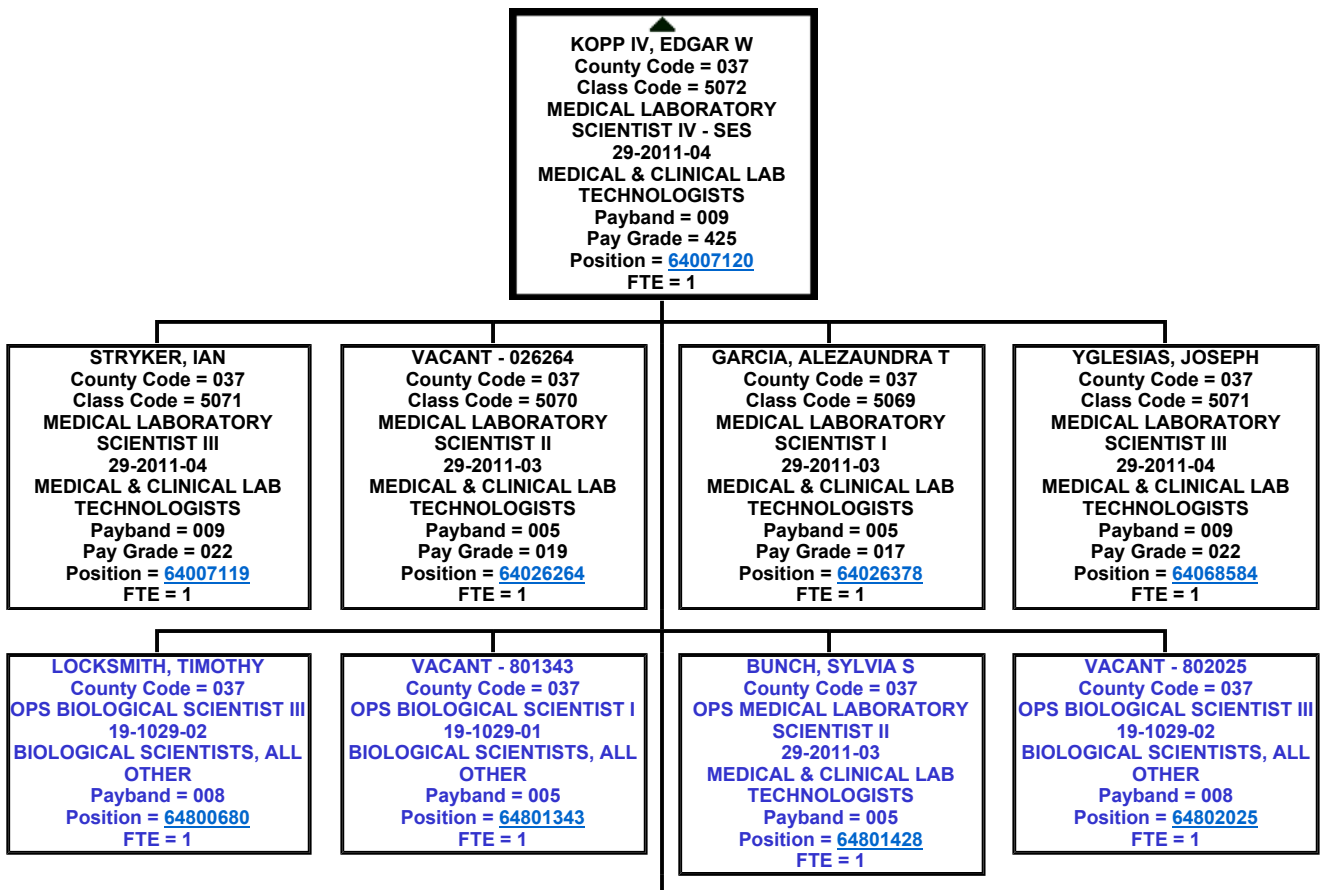 KOPP IV, EDGAR W
County Code = 037
Class Code = 5072
MEDICAL LABORATORY
SCIENTIST IV - SES
29-2011-04
MEDICAL & CLINICAL LAB
TECHNOLOGISTS
Payband = 009
Pay Grade = 425
Position = 64007120
FTE = 1
STRYKER, IAN
County Code = 037
Class Code = 5071
MEDICAL LABORATORY
SCIENTIST III
29-2011-04
MEDICAL & CLINICAL LAB
TECHNOLOGISTS
Payband = 009
Pay Grade = 022
Position = 64007119
FTE = 1
VACANT - 026264
County Code = 037
Class Code = 5070
MEDICAL LABORATORY
SCIENTIST II
29-2011-03
MEDICAL & CLINICAL LAB
TECHNOLOGISTS
Payband = 005
Pay Grade = 019
Position = 64026264
FTE = 1
GARCIA, ALEZAUNDRA T
County Code = 037
Class Code = 5069
MEDICAL LABORATORY
SCIENTIST I
29-2011-03
MEDICAL & CLINICAL LAB
TECHNOLOGISTS
Payband = 005
Pay Grade = 017
Position = 64026378
FTE = 1
YGLESIAS, JOSEPH
County Code = 037
Class Code = 5071
MEDICAL LABORATORY
SCIENTIST III
29-2011-04
MEDICAL & CLINICAL LAB
TECHNOLOGISTS
Payband = 009
Pay Grade = 022
Position = 64068584
FTE = 1
LOCKSMITH, TIMOTHY
County Code = 037
OPS BIOLOGICAL SCIENTIST III
19-1029-02
BIOLOGICAL SCIENTISTS, ALL
OTHER
Payband = 008
Position = 64800680
FTE = 1
VACANT - 801343
County Code = 037
OPS BIOLOGICAL SCIENTIST I
19-1029-01
BIOLOGICAL SCIENTISTS, ALL
OTHER
Payband = 005
Position = 64801343
FTE = 1
BUNCH, SYLVIA S
County Code = 037
OPS MEDICAL LABORATORY
SCIENTIST II
29-2011-03
MEDICAL & CLINICAL LAB
TECHNOLOGISTS
Payband = 005
Position = 64801428
FTE = 1
VACANT - 802025
County Code = 037
OPS BIOLOGICAL SCIENTIST III
19-1029-02
BIOLOGICAL SCIENTISTS, ALL
OTHER
Payband = 008
Position = 64802025
FTE = 1